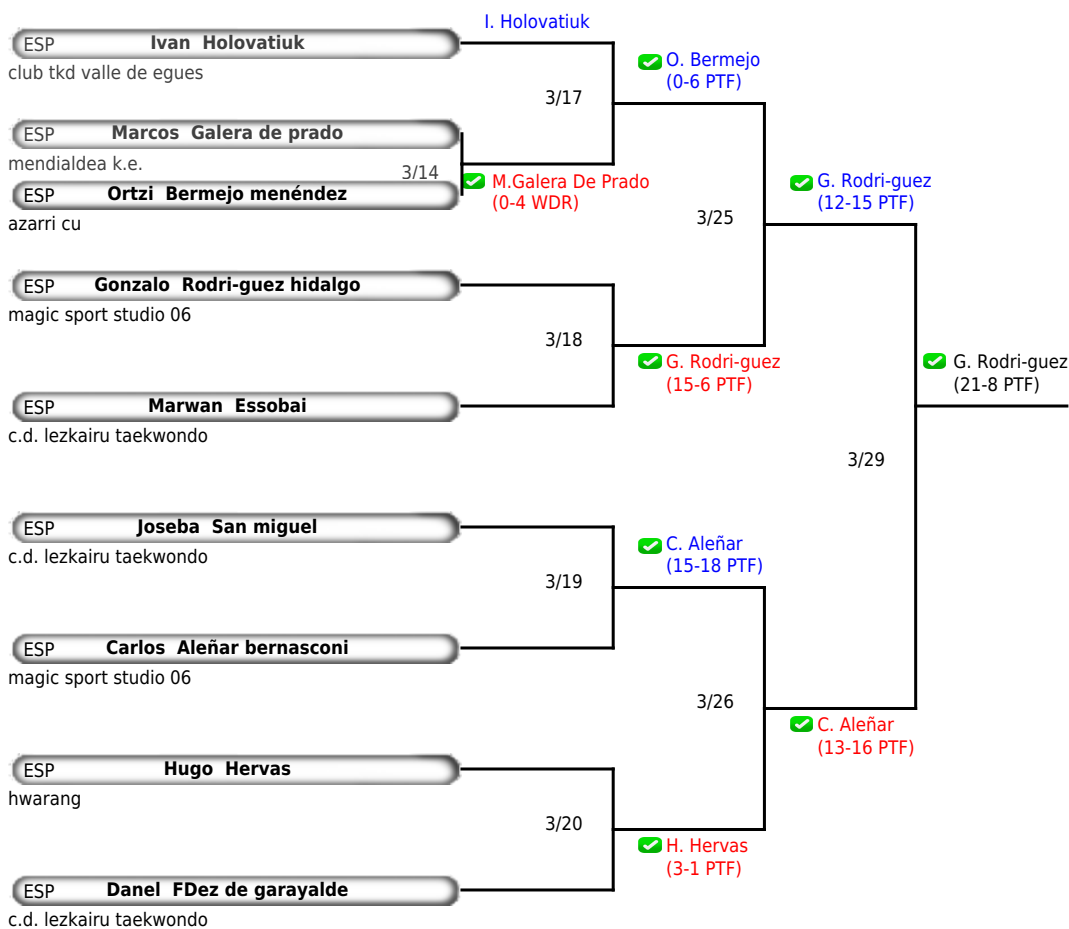 I. Holovatiuk
ESP Ivan Holovatiuk
club tkd valle de egues
O. Bermejo
(0-6 PTF)
3/17
ESP Marcos Galera de prado
mendialdea k.e.
3/14
M.Galera De Prado
(0-4 WDR)
ESP Ortzi Bermejo menéndez
azarri cu
G. Rodri-guez
(12-15 PTF)
3/25
ESP Gonzalo Rodri-guez hidalgo
magic sport studio 06
3/18
G. Rodri-guez
(15-6 PTF)
G. Rodri-guez
(21-8 PTF)
ESP Marwan Essobai
c.d. lezkairu taekwondo
3/29
ESP Joseba San miguel
c.d. lezkairu taekwondo
C. Aleñar
(15-18 PTF)
3/19
ESP Carlos Aleñar bernasconi
magic sport studio 06
3/26
C. Aleñar
(13-16 PTF)
ESP Hugo Hervas
hwarang
3/20
H. Hervas
(3-1 PTF)
ESP Danel FDez de garayalde
c.d. lezkairu taekwondo